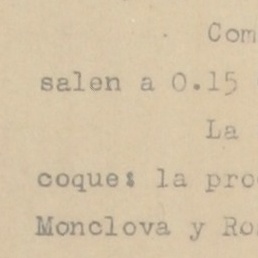 Com
salen a 0.15
La
coque: la pro
Monclova y Ro